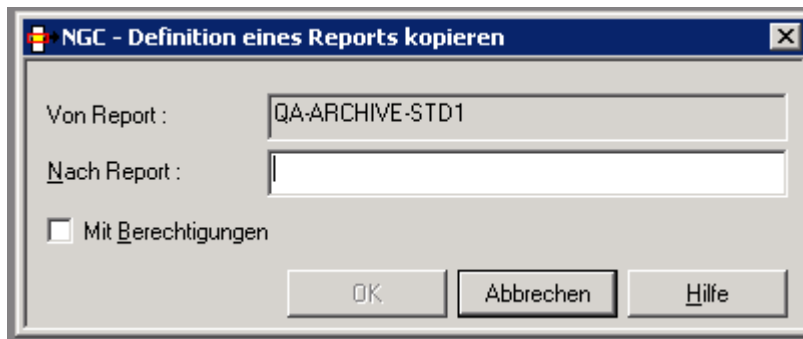 NGC - Definition eines Reports kopieren
Von Report : QA-ARCHIVE-STD1
Nach Report :
Mit Berechtigungen
OK Abbrechen Hilfe